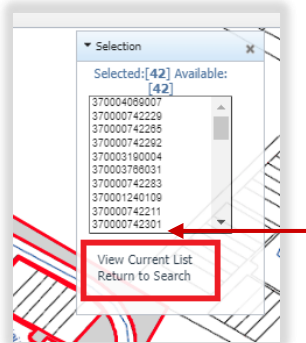 Selection
Selected:[42] Available:
[42]
370004069007
370000742229
370000742265
370000742292
370003190004
370003766031
370000742283
370001240109
370000742211
370000742301
View Current List
Return to Search